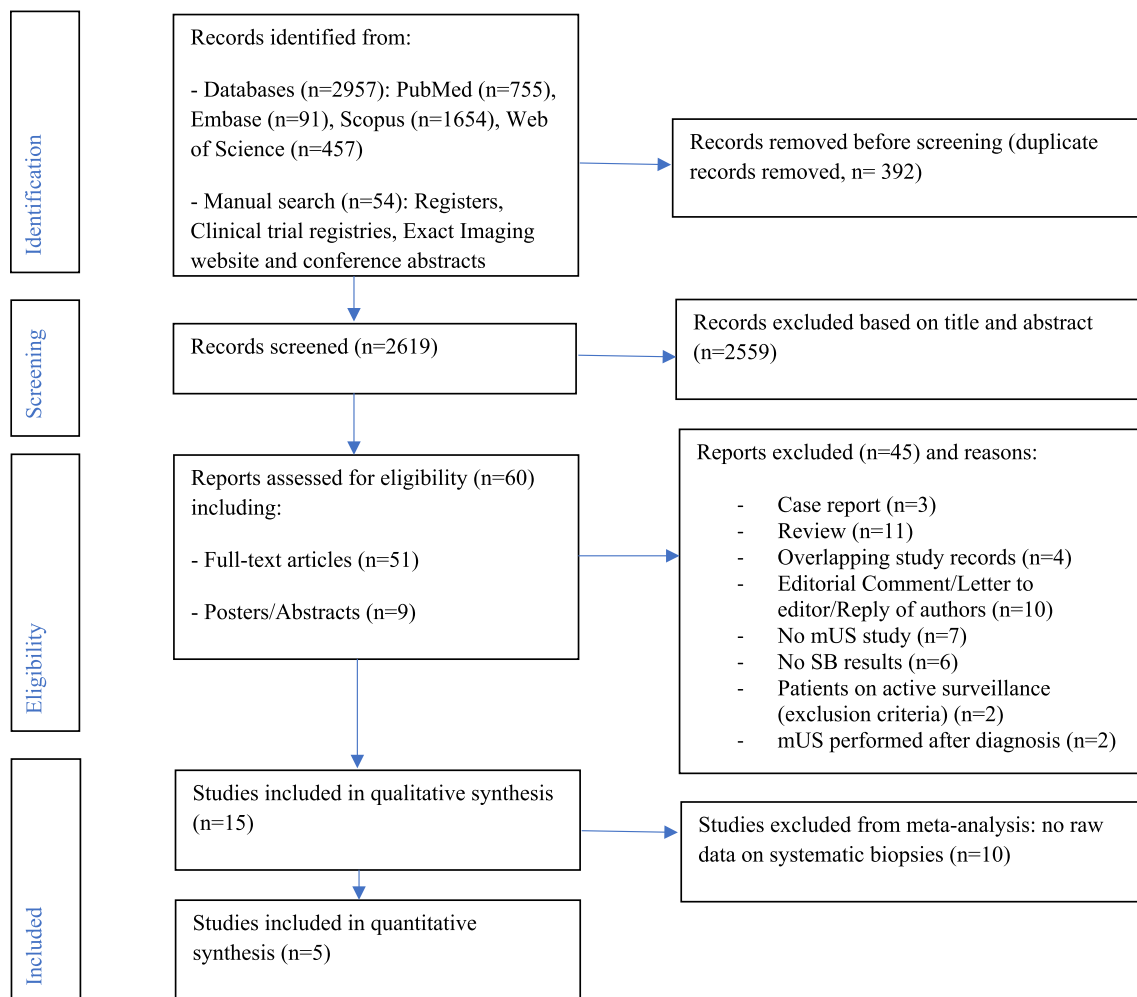 Identification
Records identified from:
- Databases (n=2957): PubMed (n=755),
Embase (n=91), Scopus (n=1654), Web
of Science (n=457)
- Manual search (n=54): Registers,
Clinical trial registries, Exact Imaging
website and conference abstracts
Records removed before screening (duplicate
records removed, n= 392)
Screening
Records screened (n=2619)
Records excluded based on title and abstract
(n=2559)
Eligibility
Reports assessed for eligibility (n=60)
including:
- Full-text articles (n=51)
- Posters/Abstracts (n=9)
Reports excluded (n=45) and reasons:
- Case report (n=3)
- Review (n=11)
- Overlapping study records (n=4)
- Editorial Comment/Letter to
editor/Reply of authors (n=10)
- No mUS study (n=7)
- No SB results (n=6)
- Patients on active surveillance
(exclusion criteria) (n=2)
- mUS performed after diagnosis (n=2)
Included
Studies included in qualitative synthesis
(n=15)
Studies excluded from meta-analysis: no raw
data on systematic biopsies (n=10)
Studies included in quantitative
synthesis (n=5)